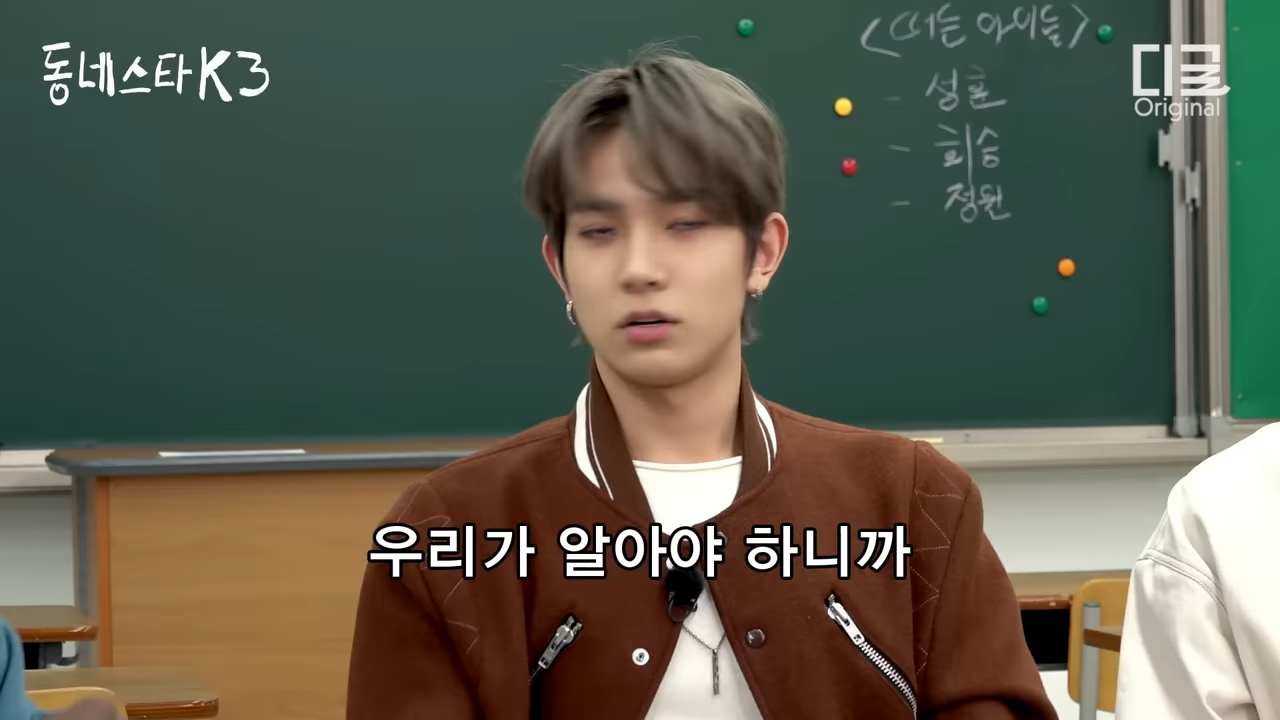 동네스타K3
디글
Original
<떠는 아이들>
- 성훈
- 희승
- 정원
우리가 알아야 하니까